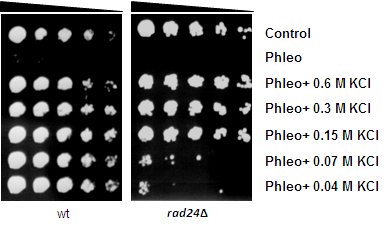 Control
Phleo
Phleo+ 0.6 M KCl
Phleo+ 0.3 M KCl
Phleo+ 0.15 M KCl
Phleo+ 0.07 M KCl
Phleo+ 0.04 M KCl
wt rad24Δ